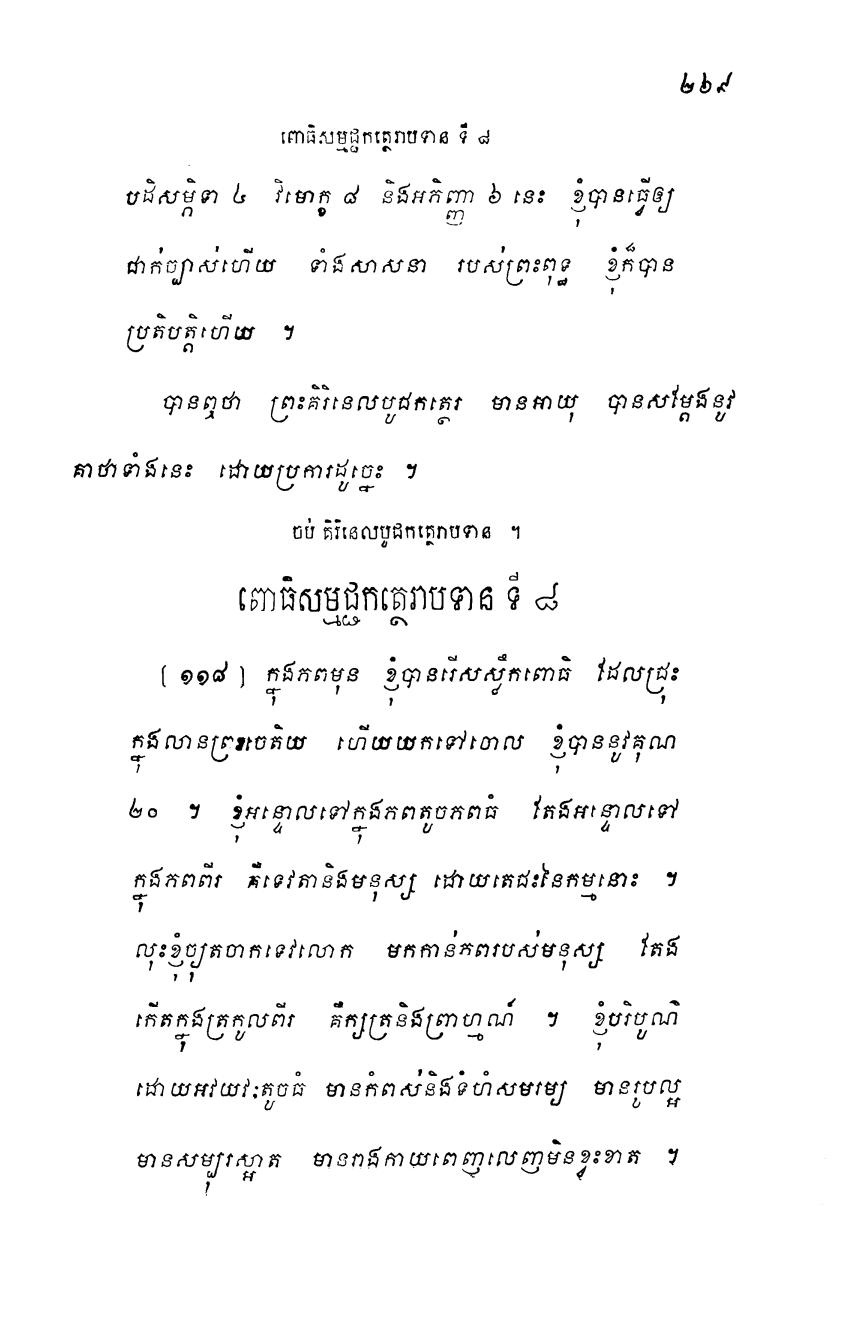 ២៦៩
ពោធិសម្មជ្ជកត្ថេរាបទាន ទី ៨
បដិសម្ភិទា ៤ វិមោក្ខ ៨ និងអភិញ្ញា ៦ នេះ ខ្ញុំបានធ្វើឲ្យ
ជាក់ច្បាស់ហើយ ទាំងសាសនា របស់ព្រះពុទ្ធ ខ្ញុំក៏បាន
ប្រតិបត្តិហើយ ។
បានឮថា ព្រះគិរិនេលបូជកត្ថេរ មានអាយុ បានសម្តែងនូវ
គាថាទាំងនេះ ដោយប្រការដូច្នេះ ។
ចប់ គិរិនេលបូជកត្ថេរាបទាន ។
ពោធិសម្មជ្ជកត្ថេរាបទាន ទី ៨
[ ១១៨ ] ក្នុងភពមុន ខ្ញុំបានរើសស្លឹកពោធិ ដែលជ្រុះ
ក្នុងលានព្រះចេតិយ ហើយយកទៅចោល ខ្ញុំបាននូវគុណ
២០ ។ ខ្ញុំអន្ទោលទៅក្នុងភពតូចភពធំ តែងអន្ទោលទៅ
ក្នុងភពពីរ គឺទេវតានិងមនុស្ស ដោយតេជះនៃកម្មនោះ ។
លុះខ្ញុំច្យុតចាកទេវលោក មកកាន់ភពរបស់មនុស្ស តែង
កើតក្នុងត្រកូលពីរ គឺក្សត្រនិងព្រាហ្មណ៍ ។ ខ្ញុំបរិបូណ៌
ដោយអវយវៈតូចធំ មានកំពស់និងទំហំសមរម្យ មានរូបល្អ
មានសម្បុរស្អាត មានរាងកាយពេញលេញមិនខ្វះខាត ។